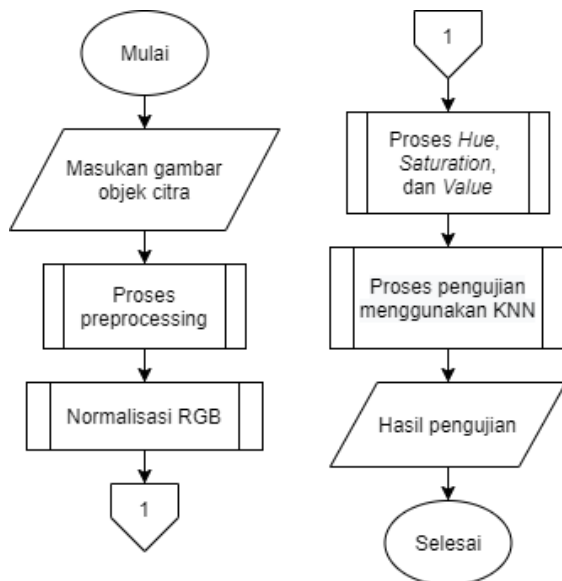 Mulai
Masukan gambar
objek citra
Proses
preprocessing
Normalisasi RGB
1
1
Proses Hue,
Saturation,
dan Value
Proses pengujian
menggunakan KNN
Hasil pengujian
Selesai